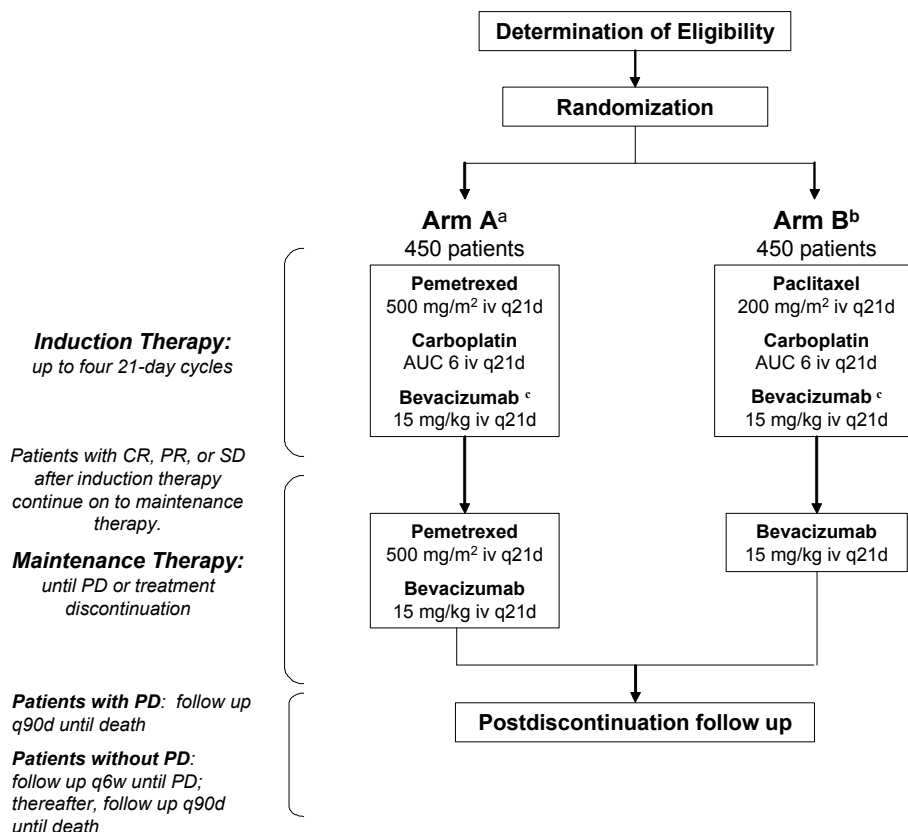 Determination of Eligibility
Randomization
Arm Aᵃ
450 patients
Arm Bᵇ
450 patients
Induction Therapy:
up to four 21-day cycles
Pemetrexed
500 mg/m² iv q21d
Carboplatin
AUC 6 iv q21d
Bevacizumab ᶜ
15 mg/kg iv q21d
Paclitaxel
200 mg/m² iv q21d
Carboplatin
AUC 6 iv q21d
Bevacizumab ᶜ
15 mg/kg iv q21d
Patients with CR, PR, or SD
after induction therapy
continue on to maintenance
therapy.
Maintenance Therapy:
until PD or treatment
discontinuation
Pemetrexed
500 mg/m² iv q21d
Bevacizumab
15 mg/kg iv q21d
Bevacizumab
15 mg/kg iv q21d
Patients with PD: follow up
q90d until death
Patients without PD:
follow up q6w until PD;
thereafter, follow up q90d
until death
Postdiscontinuation follow up